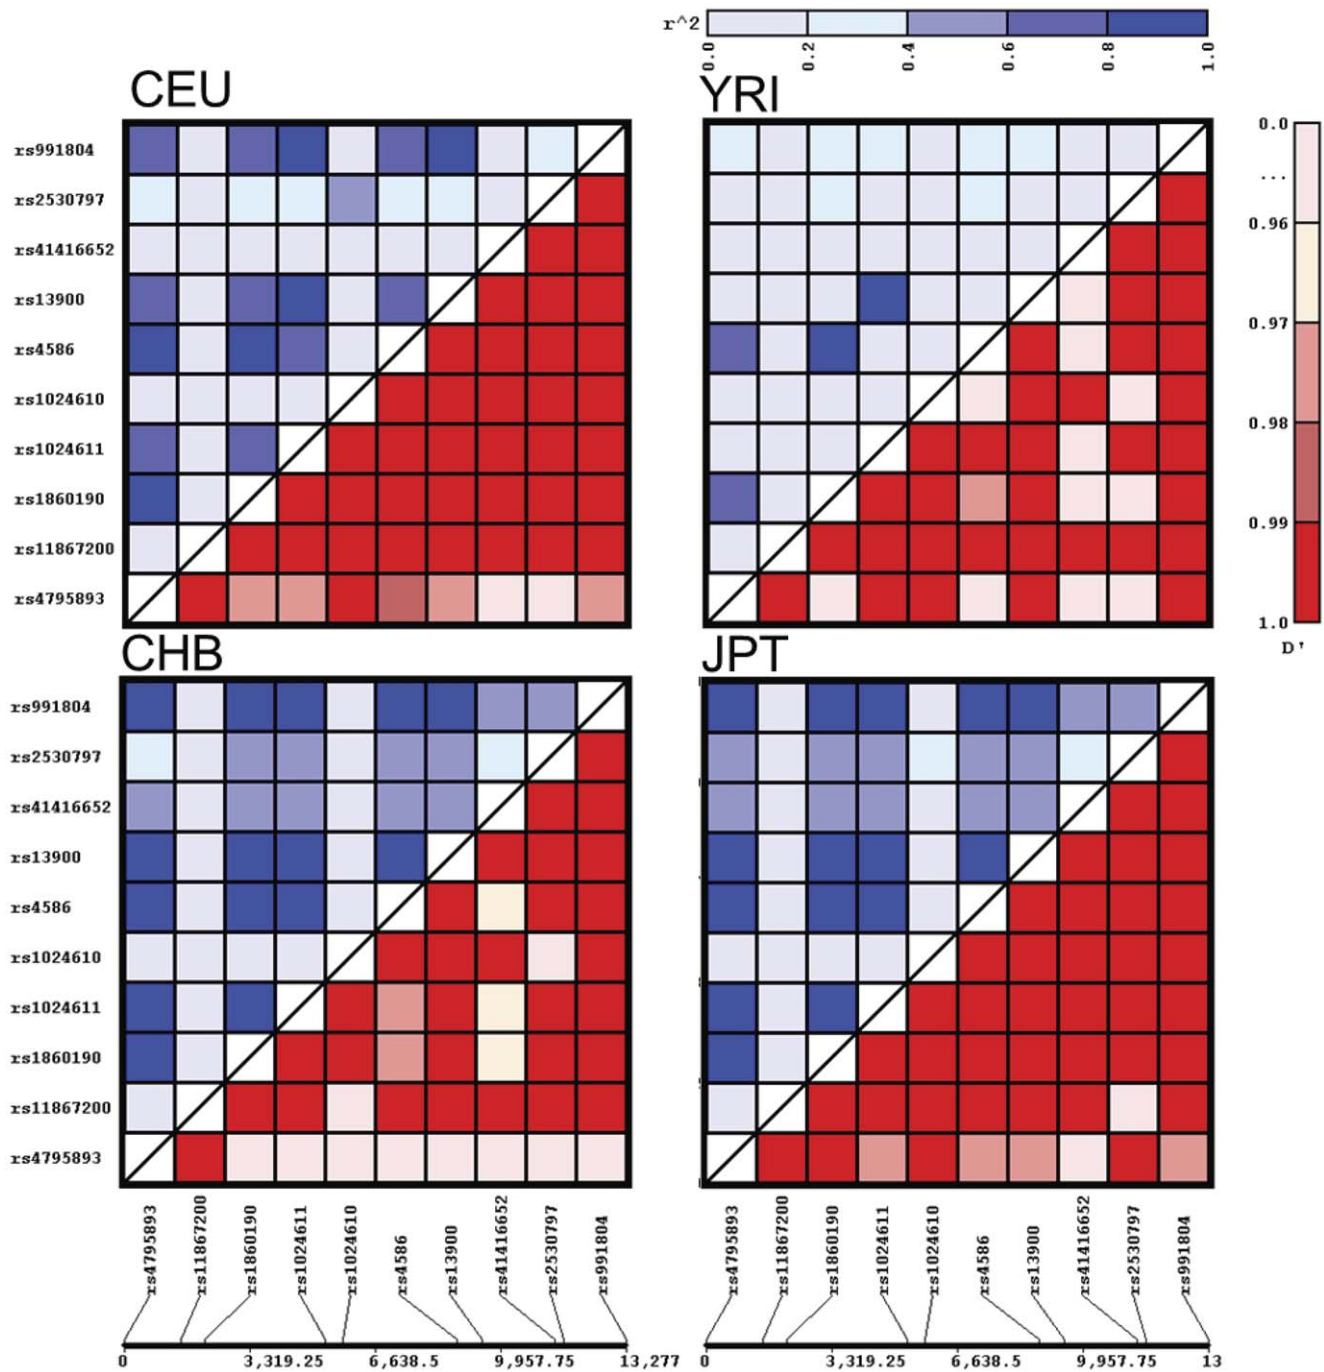 r^2
0.0 0.2 0.4 0.6 0.8 1.0
CEU
YRI
rs991804
rs2530797
rs41416652
rs13900
rs4586
rs1024610
rs1024611
rs1860190
rs11867200
rs4795893
0.0
...
0.96
0.97
0.98
0.99
1.0
D'
CHB
JPT
rs991804
rs2530797
rs41416652
rs13900
rs4586
rs1024610
rs1024611
rs1860190
rs11867200
rs4795893
rs4795893 rs11867200 rs1860190 rs1024611 rs1024610 rs4586 rs13900 rs41416652 rs2530797 rs991804
rs4795893 rs11867200 rs1860190 rs1024611 rs1024610 rs4586 rs13900 rs41416652 rs2530797 rs991804
0 3,319.25 6,638.5 9,957.75 13,277
0 3,319.25 6,638.5 9,957.75 13